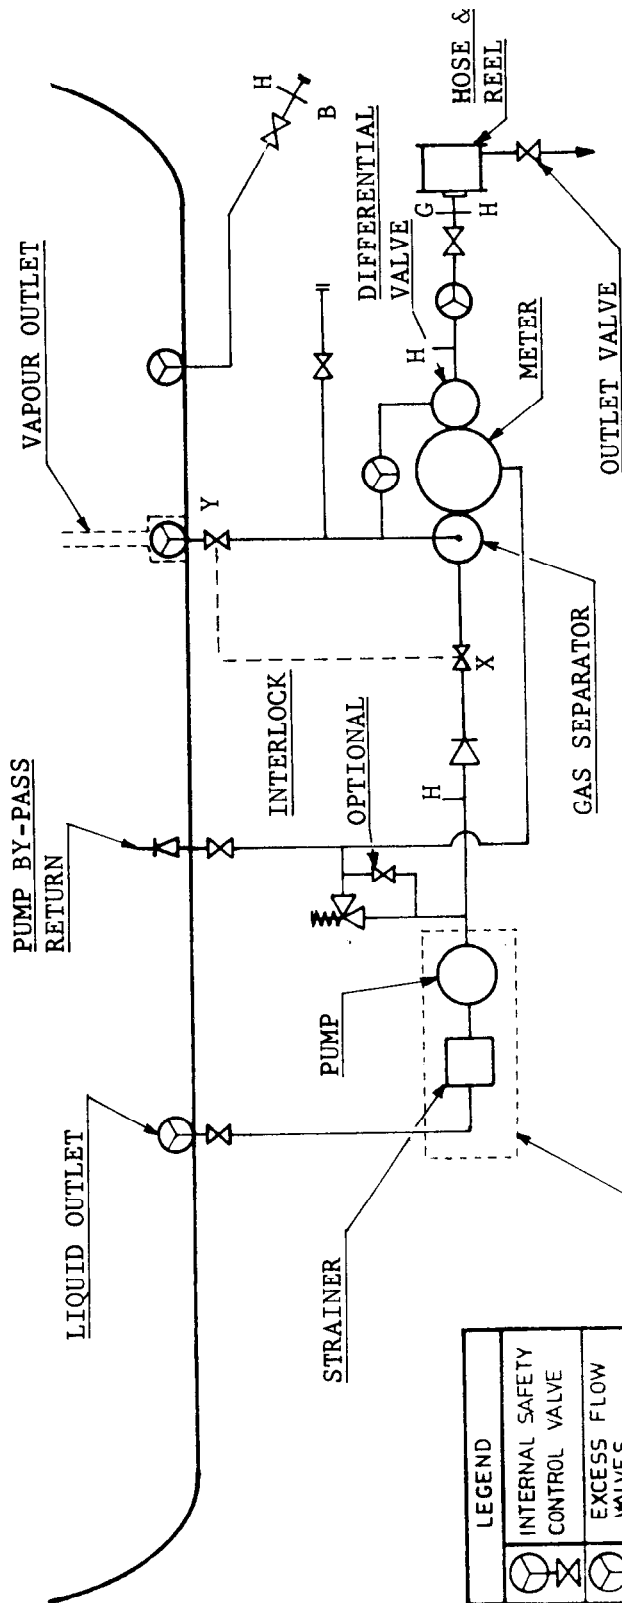 VAPOUR OUTLET
PUMP BY-PASS
RETURN
LIQUID OUTLET
H
B
Y
DIFFERENTIAL
VALVE
HOSE &
REEL
INTERLOCK
OPTIONAL
H
G
H
H
X
PUMP
STRAINER
METER
GAS SEPARATOR
OUTLET VALVE
LEGEND
INTERNAL SAFETY
CONTROL VALVE
EXCESS FLOW
VALVES